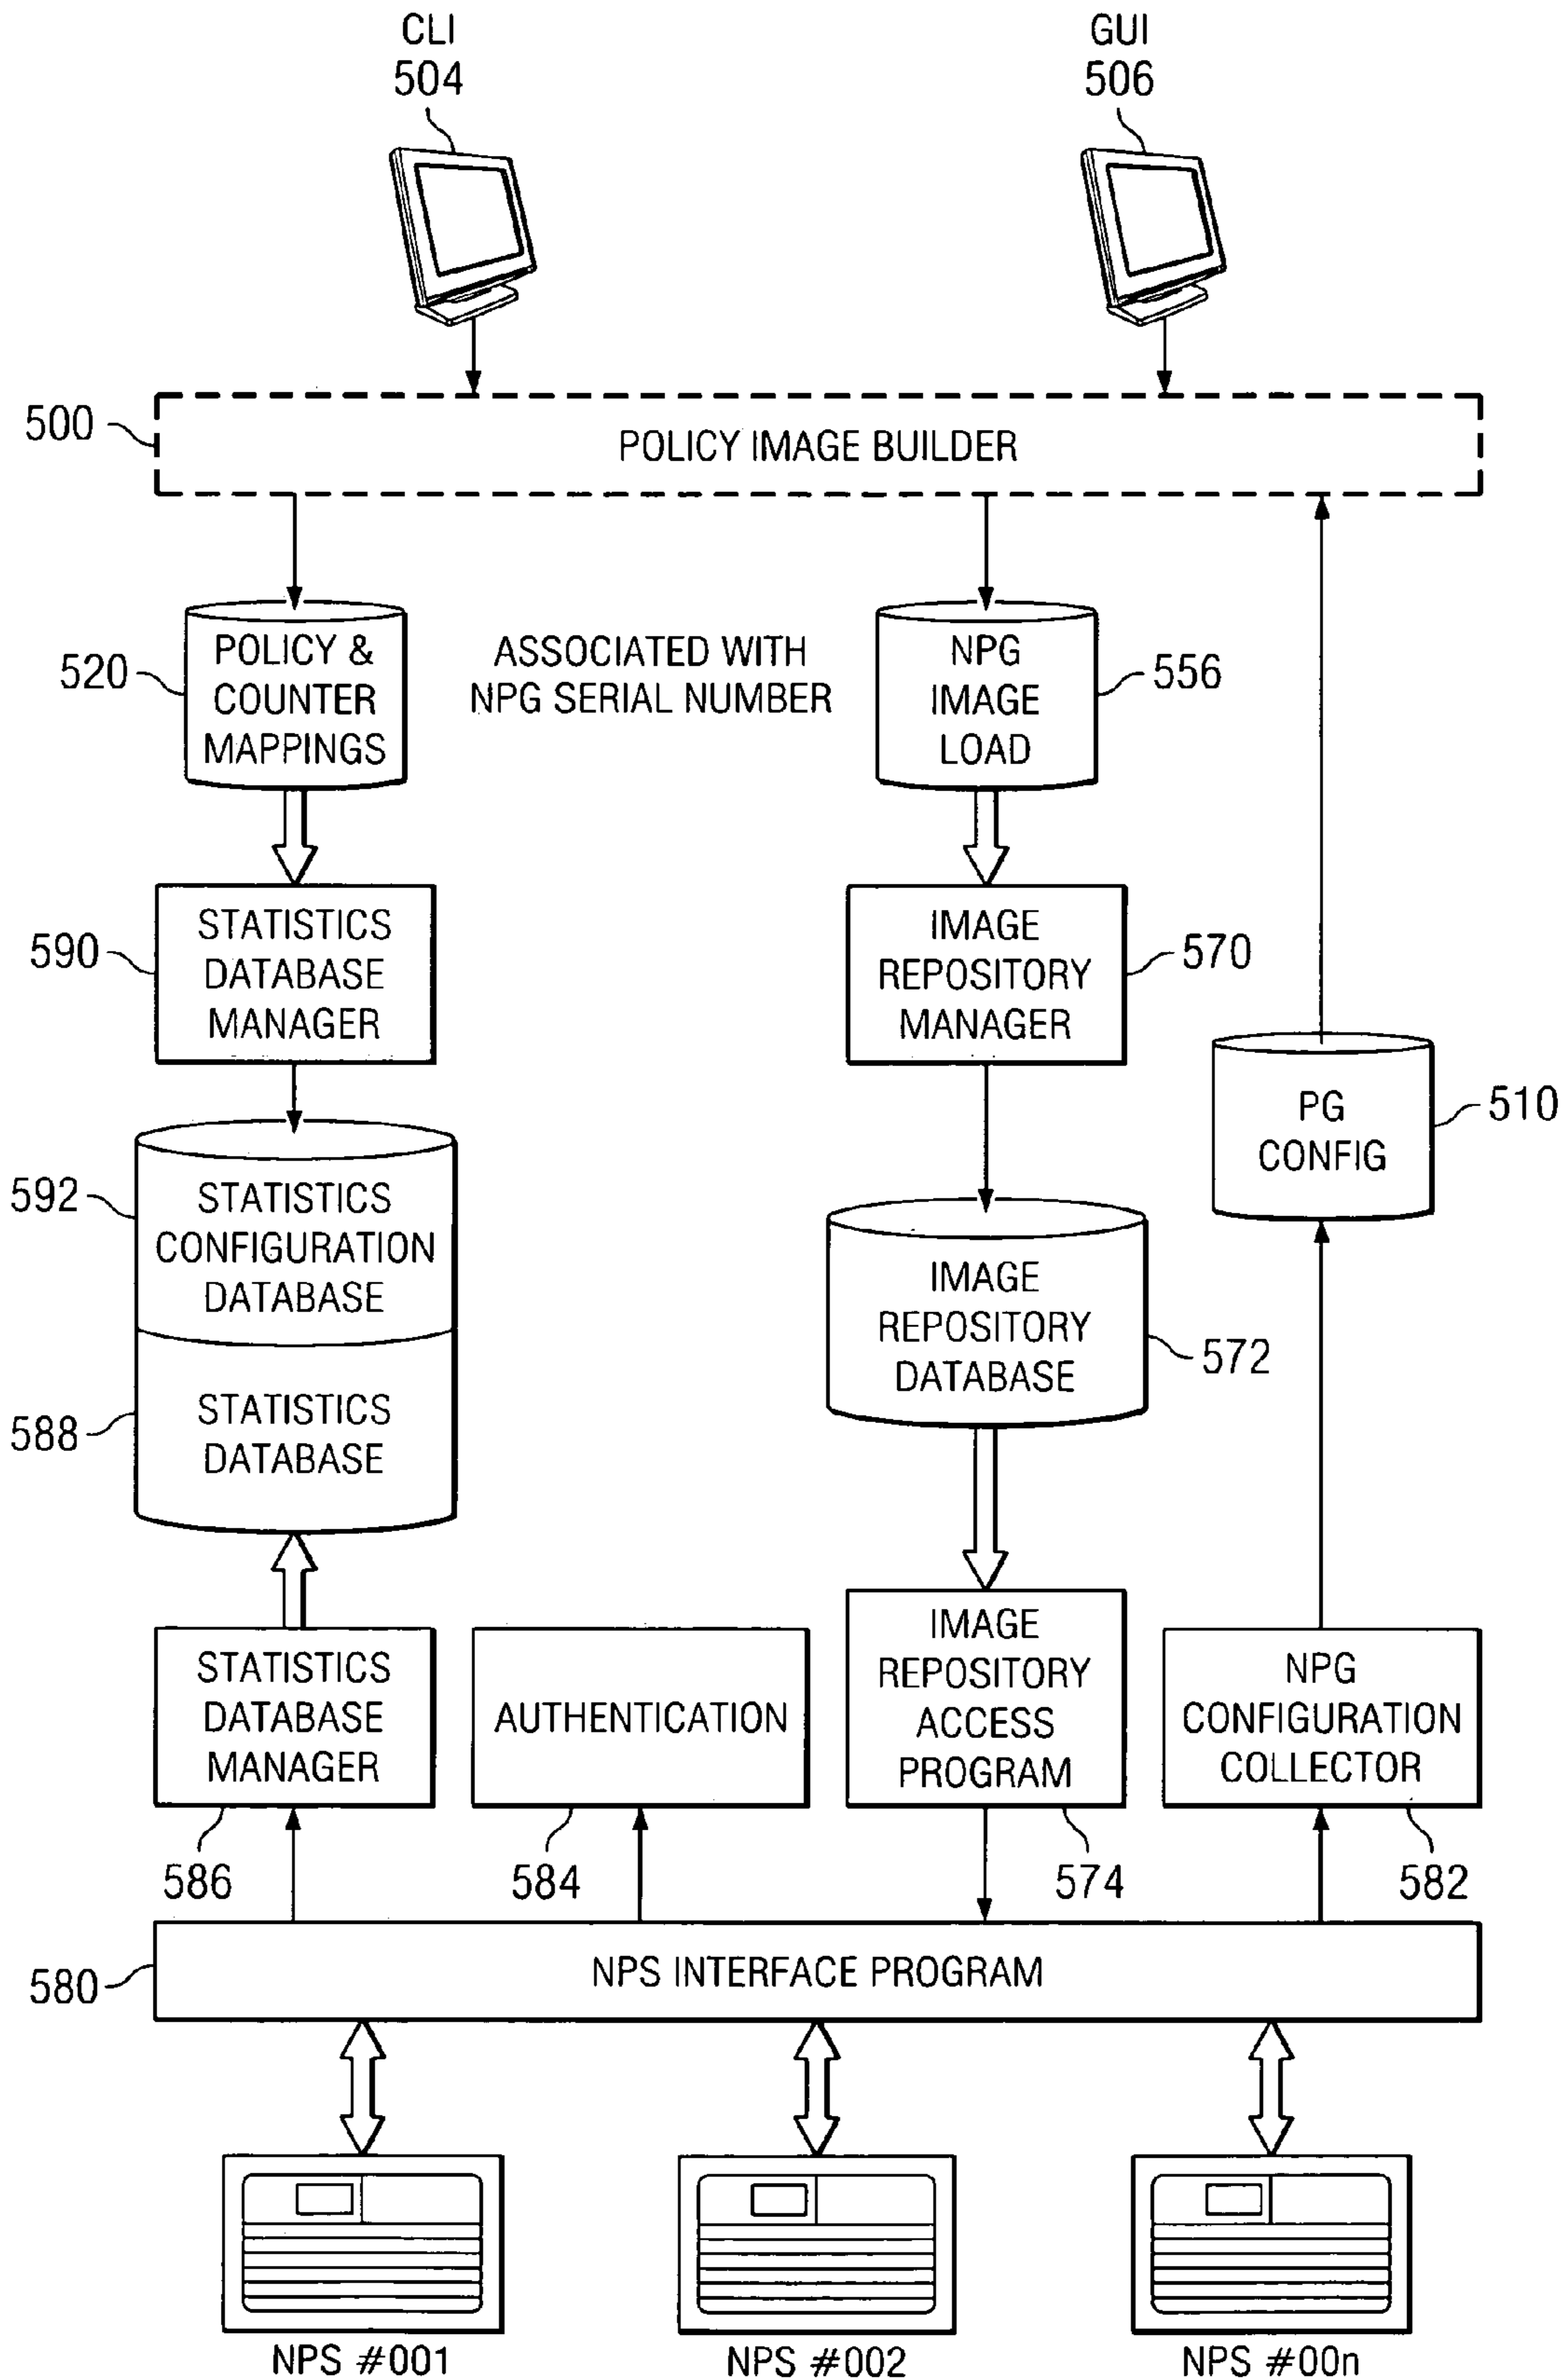 CLI
504
GUI
506
500
POLICY IMAGE BUILDER
520
POLICY &
COUNTER
MAPPINGS
ASSOCIATED WITH
NPG SERIAL NUMBER
NPG
IMAGE
LOAD
556
590
STATISTICS
DATABASE
MANAGER
IMAGE
REPOSITORY
MANAGER
570
PG
CONFIG
510
592
STATISTICS
CONFIGURATION
DATABASE
588
STATISTICS
DATABASE
IMAGE
REPOSITORY
DATABASE
572
STATISTICS
DATABASE
MANAGER
586
AUTHENTICATION
584
IMAGE
REPOSITORY
ACCESS
PROGRAM
574
NPG
CONFIGURATION
COLLECTOR
582
580
NPS INTERFACE PROGRAM
NPS #001
NPS #002
NPS #00n